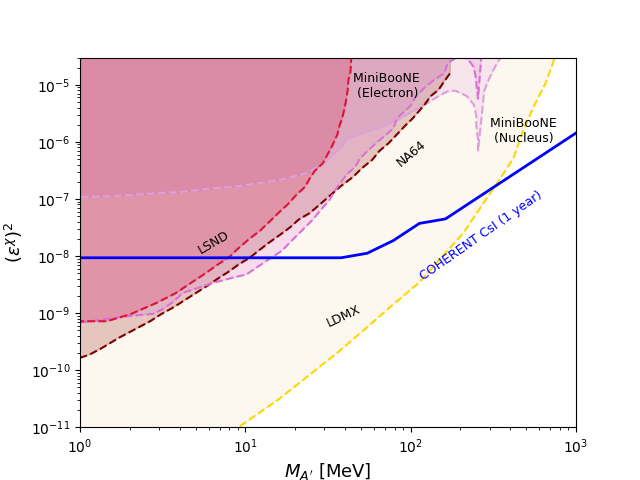 MiniBooNE
(Electron)
MiniBooNE
(Nucleus)
NA64
LSND
COHERENT CsI (1 year)
LDMX
(ε^χ)²
10⁻⁵
10⁻⁶
10⁻⁷
10⁻⁸
10⁻⁹
10⁻¹⁰
10⁻¹¹
10⁰ 10¹ 10² 10³
M_A′ [MeV]